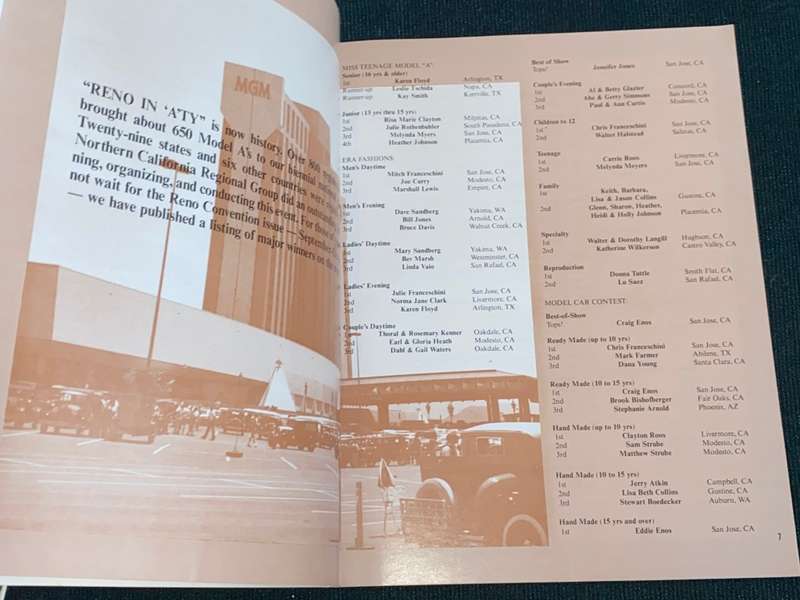 MGM
"RENO IN 'A'TY" is now history. Over 800
brought about 650 Model A's to our biennial
Twenty-nine states and six other countries were
Northern California Regional Group did an
ning, organizing, and conducting this event. For those
not wait for the Reno Convention issue — September
— we have published a listing of major winners on
MISS TEENAGE MODEL "A":
Senior (16 yrs & older)
1st Karen Floyd Arlington, TX
Runner-up Leslie Tschida Napa, CA
Runner-up Kay Smith Kerrville, TX
Junior (13 yrs thru 15 yrs)
1st Risa Marie Clayton Milpitas, CA
2nd Julie Rothenbuhler South Pasadena, CA
3rd Melynda Myers San Jose, CA
4th Heather Johnson Placentia, CA
ERA FASHIONS:
Men's Daytime
1st Mitch Franceschini San Jose, CA
2nd Joe Curry Modesto, CA
3rd Marshall Lewis Empire, CA
Men's Evening
1st Dave Sandberg Yakima, WA
2nd Bill Jones Arnold, CA
3rd Bruce Davis Walnut Creek, CA
Ladies' Daytime
1st Mary Sandberg Yakima, WA
2nd Bev Marsh Westminster, CA
3rd Linda Vaio San Rafael, CA
Ladies' Evening
1st Julie Franceschini San Jose, CA
2nd Norma Jane Clark Livermore, CA
3rd Karen Floyd Arlington, TX
Couple's Daytime
1st Thoral & Rosemary Kenner Oakdale, CA
2nd Earl & Gloria Heath Modesto, CA
3rd Dahl & Gail Waters Oakdale, CA
Best of Show
Tops! Jennifer Jones San Jose, CA
Couple's Evening
1st Al & Betty Glazier Concord, CA
2nd Abe & Gerry Simmons San Jose, CA
3rd Paul & Ann Curtis Modesto, CA
Children to 12
1st Chris Franceschini San Jose, CA
2nd Walter Halstead Salinas, CA
Teenage
1st Carrie Roos Livermore, CA
2nd Melynda Meyers San Jose, CA
Family
1st Keith, Barbara,
Lisa & Jason Collins Gustine, CA
2nd Glenn, Sharon, Heather,
Heidi & Holly Johnson Placentia, CA
Specialty
1st Walter & Dorothy Langill Hughson, CA
2nd Katherine Wilkerson Castro Valley, CA
Reproduction
1st Donna Tuttle Smith Flat, CA
2nd Lu Saez San Rafael, CA
MODEL CAR CONTEST:
Best-of-Show
Tops! Craig Enos San Jose, CA
Ready Made (up to 10 yrs)
1st Chris Franceschini San Jose, CA
2nd Mark Farmer Abilene, TX
3rd Dana Young Santa Clara, CA
Ready Made (10 to 15 yrs)
1st Craig Enos San Jose, CA
2nd Brook Bishofberger Fair Oaks, CA
3rd Stephanie Arnold Phoenix, AZ
Hand Made (up to 10 yrs)
1st Clayton Roos Livermore, CA
2nd Sam Strube Modesto, CA
3rd Matthew Strube Modesto, CA
Hand Made (10 to 15 yrs)
1st Jerry Atkin Campbell, CA
2nd Lisa Beth Collins Gustine, CA
3rd Stewart Boedecker Auburn, WA
Hand Made (15 yrs and over)
1st Eddie Enos San Jose, CA
7